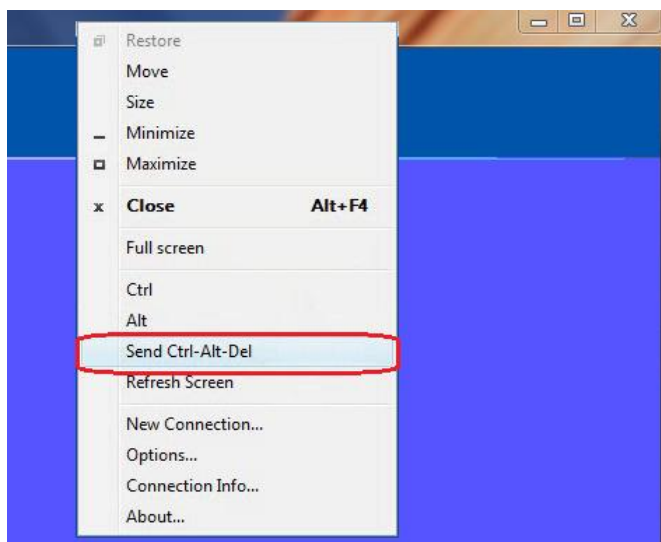 Restore
Move
Size
Minimize
Maximize
Close Alt+F4
Full screen
Ctrl
Alt
Send Ctrl-Alt-Del
Refresh Screen
New Connection...
Options...
Connection Info...
About...